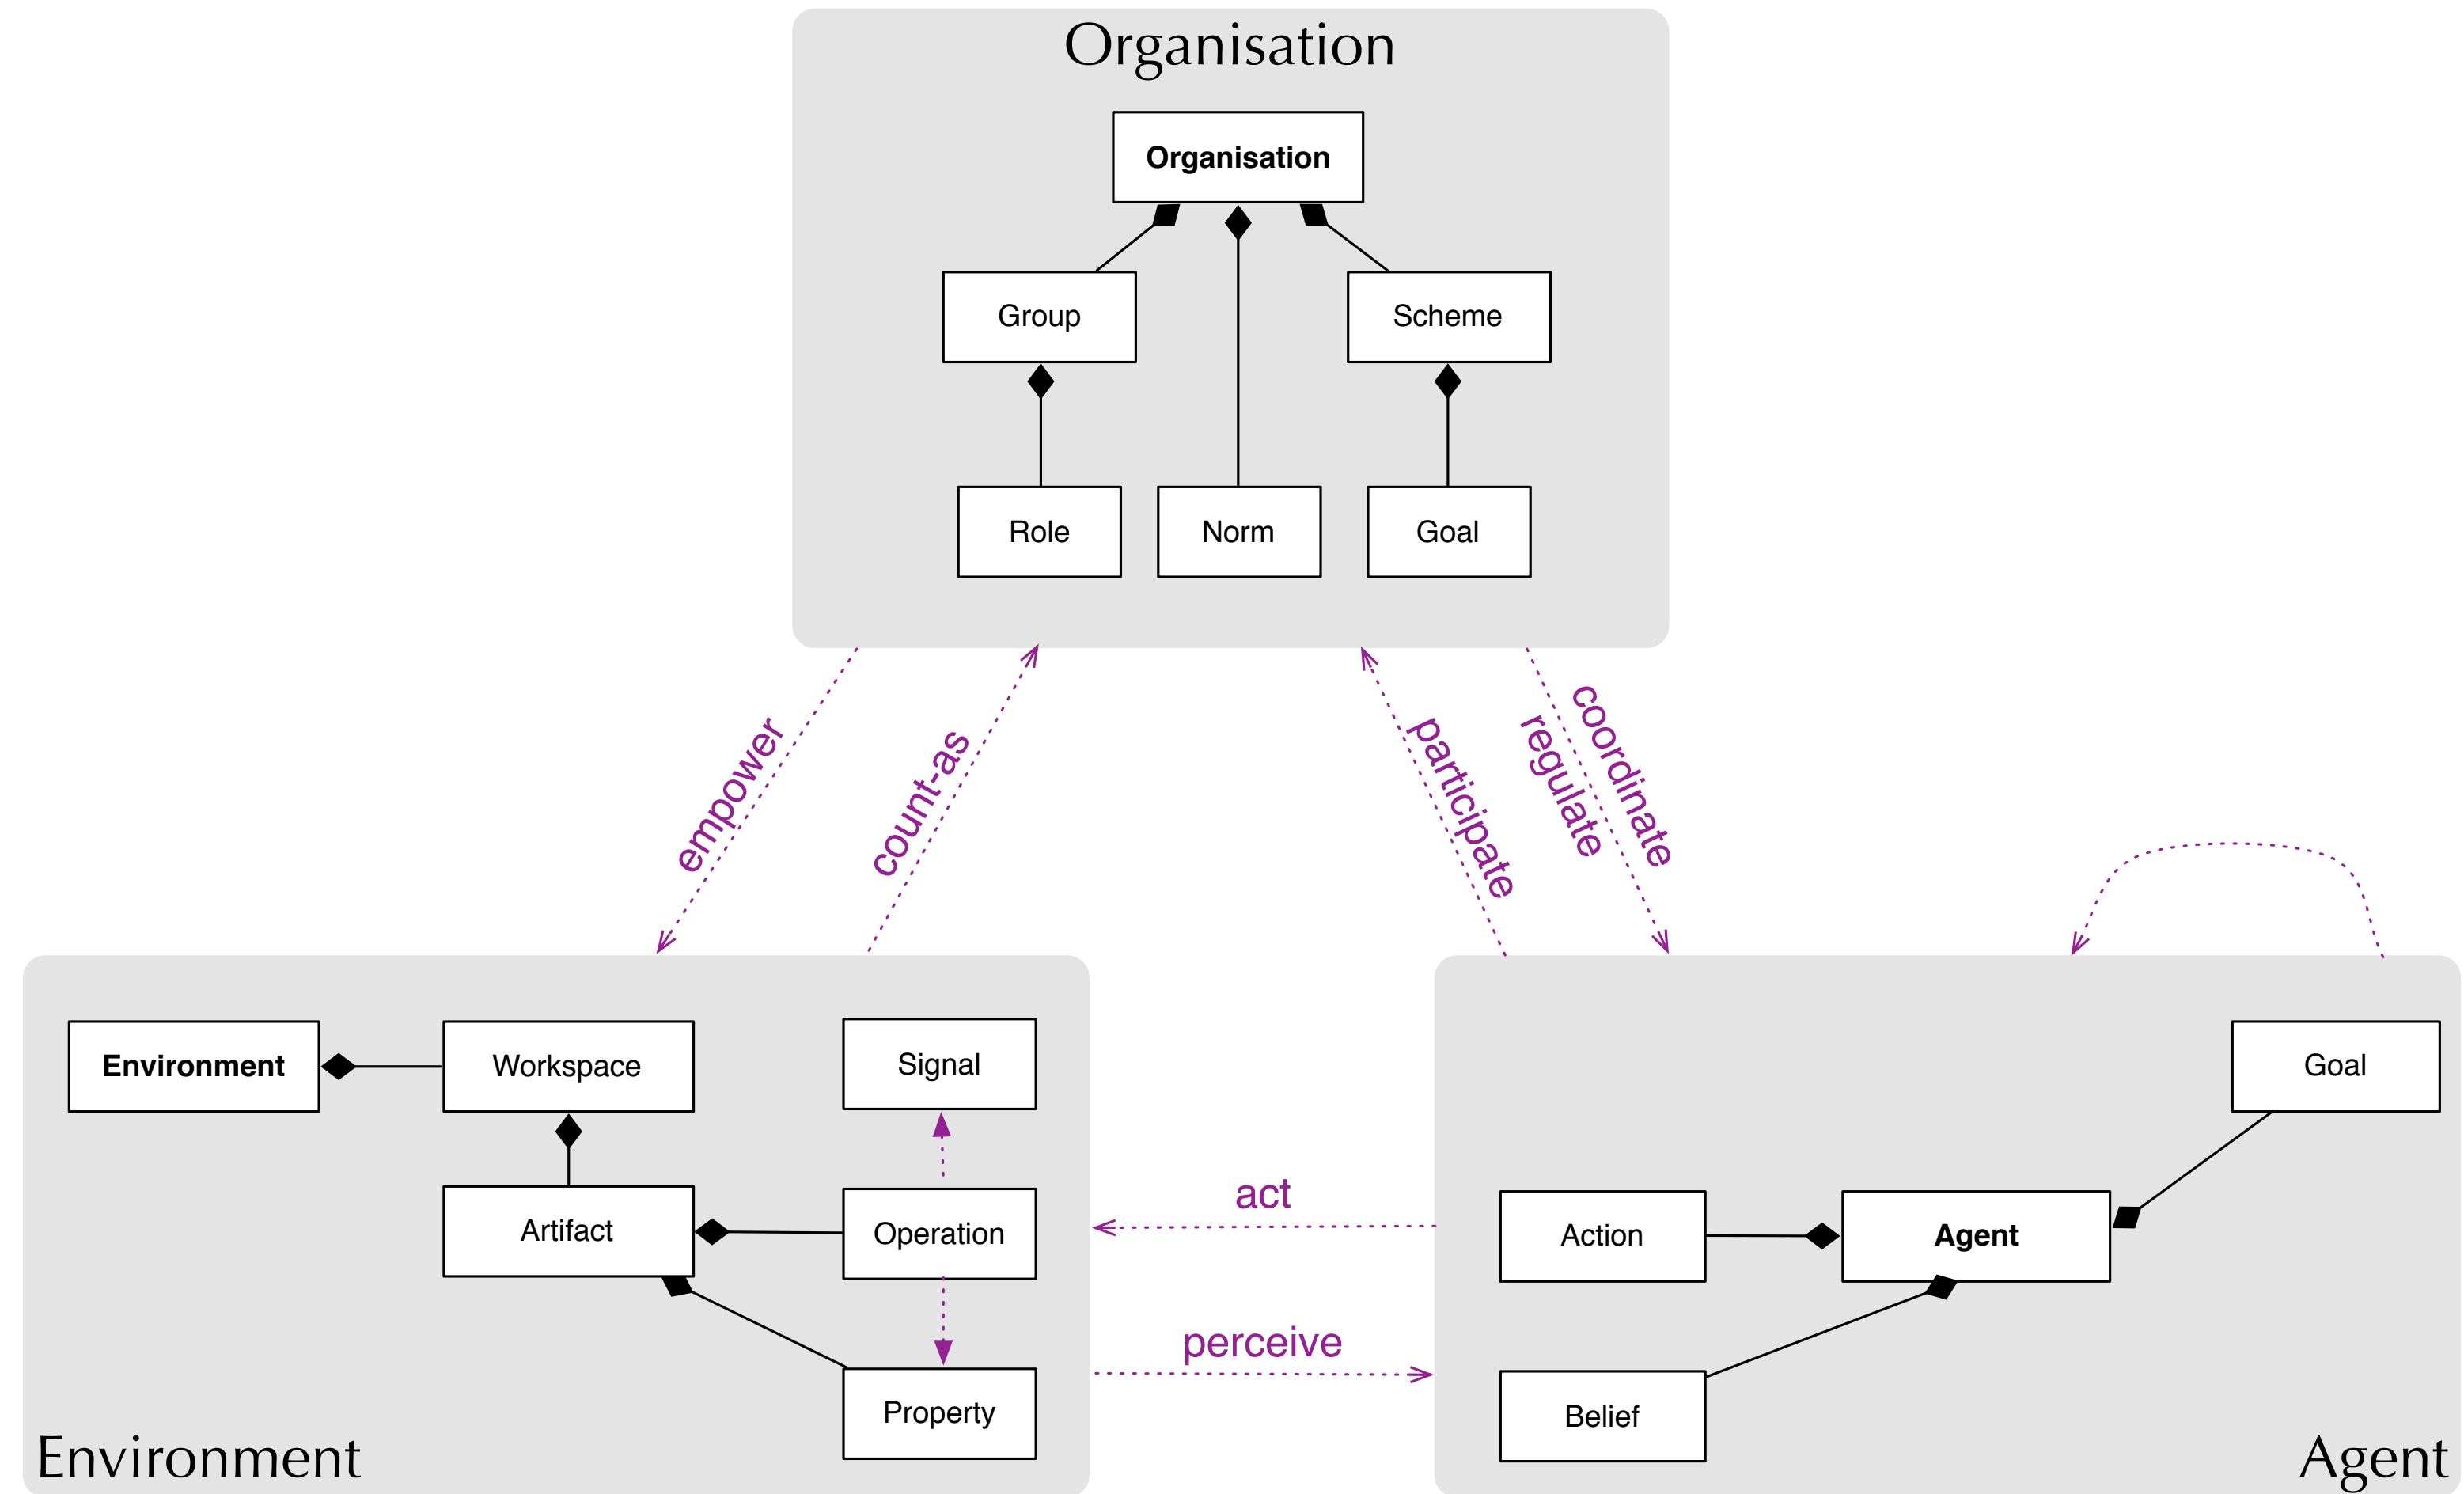 Organisation
Organisation
Group
Scheme
Role
Norm
Goal
empower
count-as
participate
regulate
coordinate
Environment
Workspace
Signal
Artifact
Operation
Property
Environment
act
perceive
Goal
Action
Agent
Belief
Agent